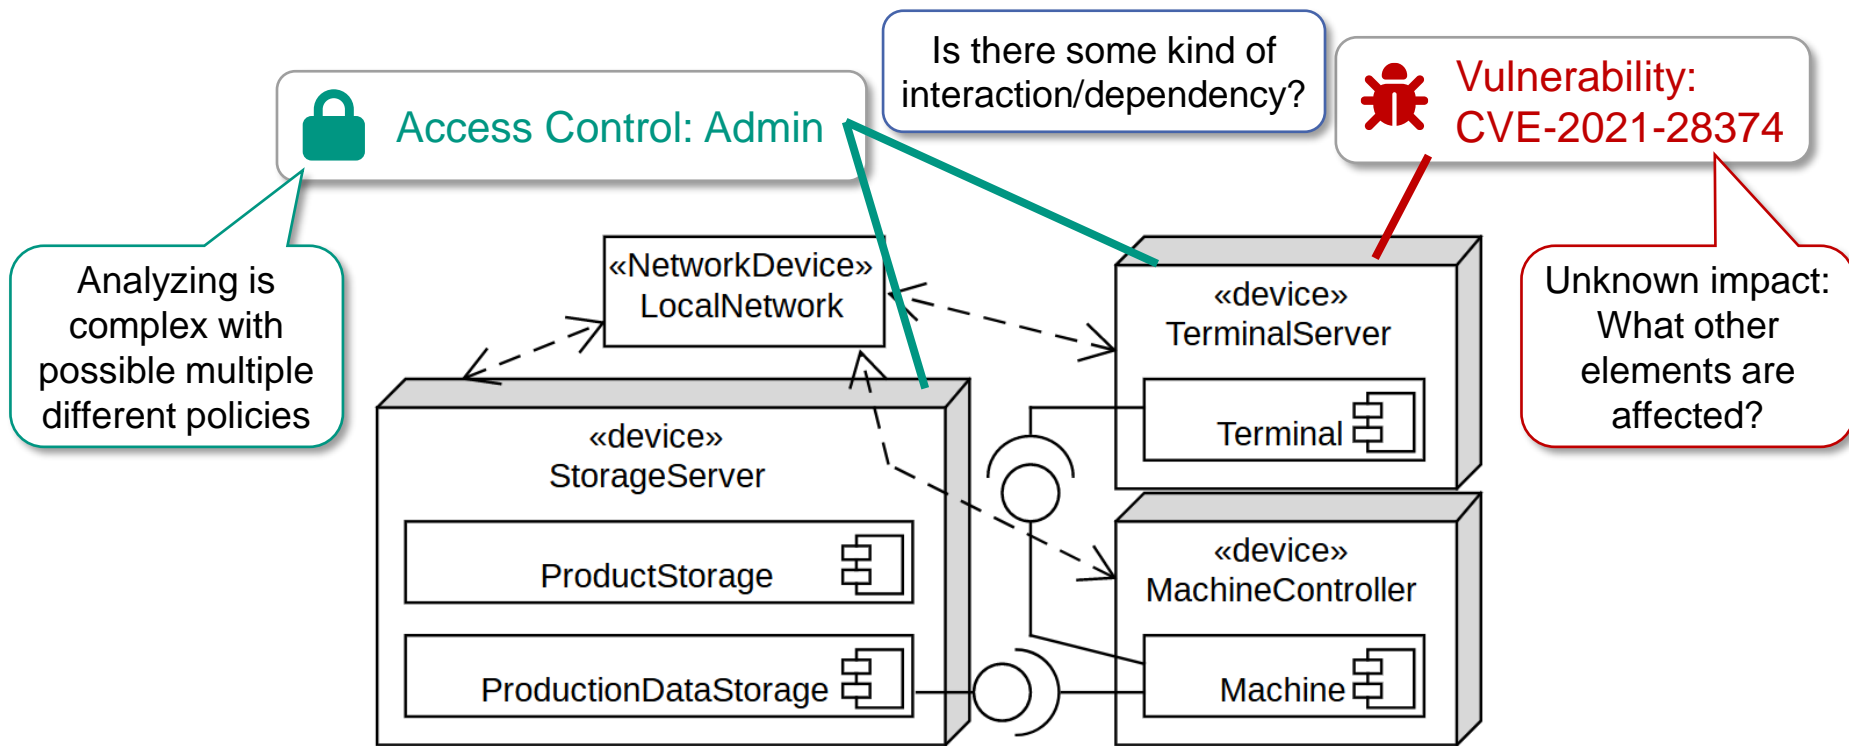 Is there some kind of
interaction/dependency?
Vulnerability:
CVE-2021-28374
Access Control: Admin
Analyzing is
complex with
possible multiple
different policies
«NetworkDevice»
LocalNetwork
«device»
TerminalServer
Terminal
Unknown impact:
What other
elements are
affected?
«device»
StorageServer
ProductStorage
ProductionDataStorage
«device»
MachineController
Machine